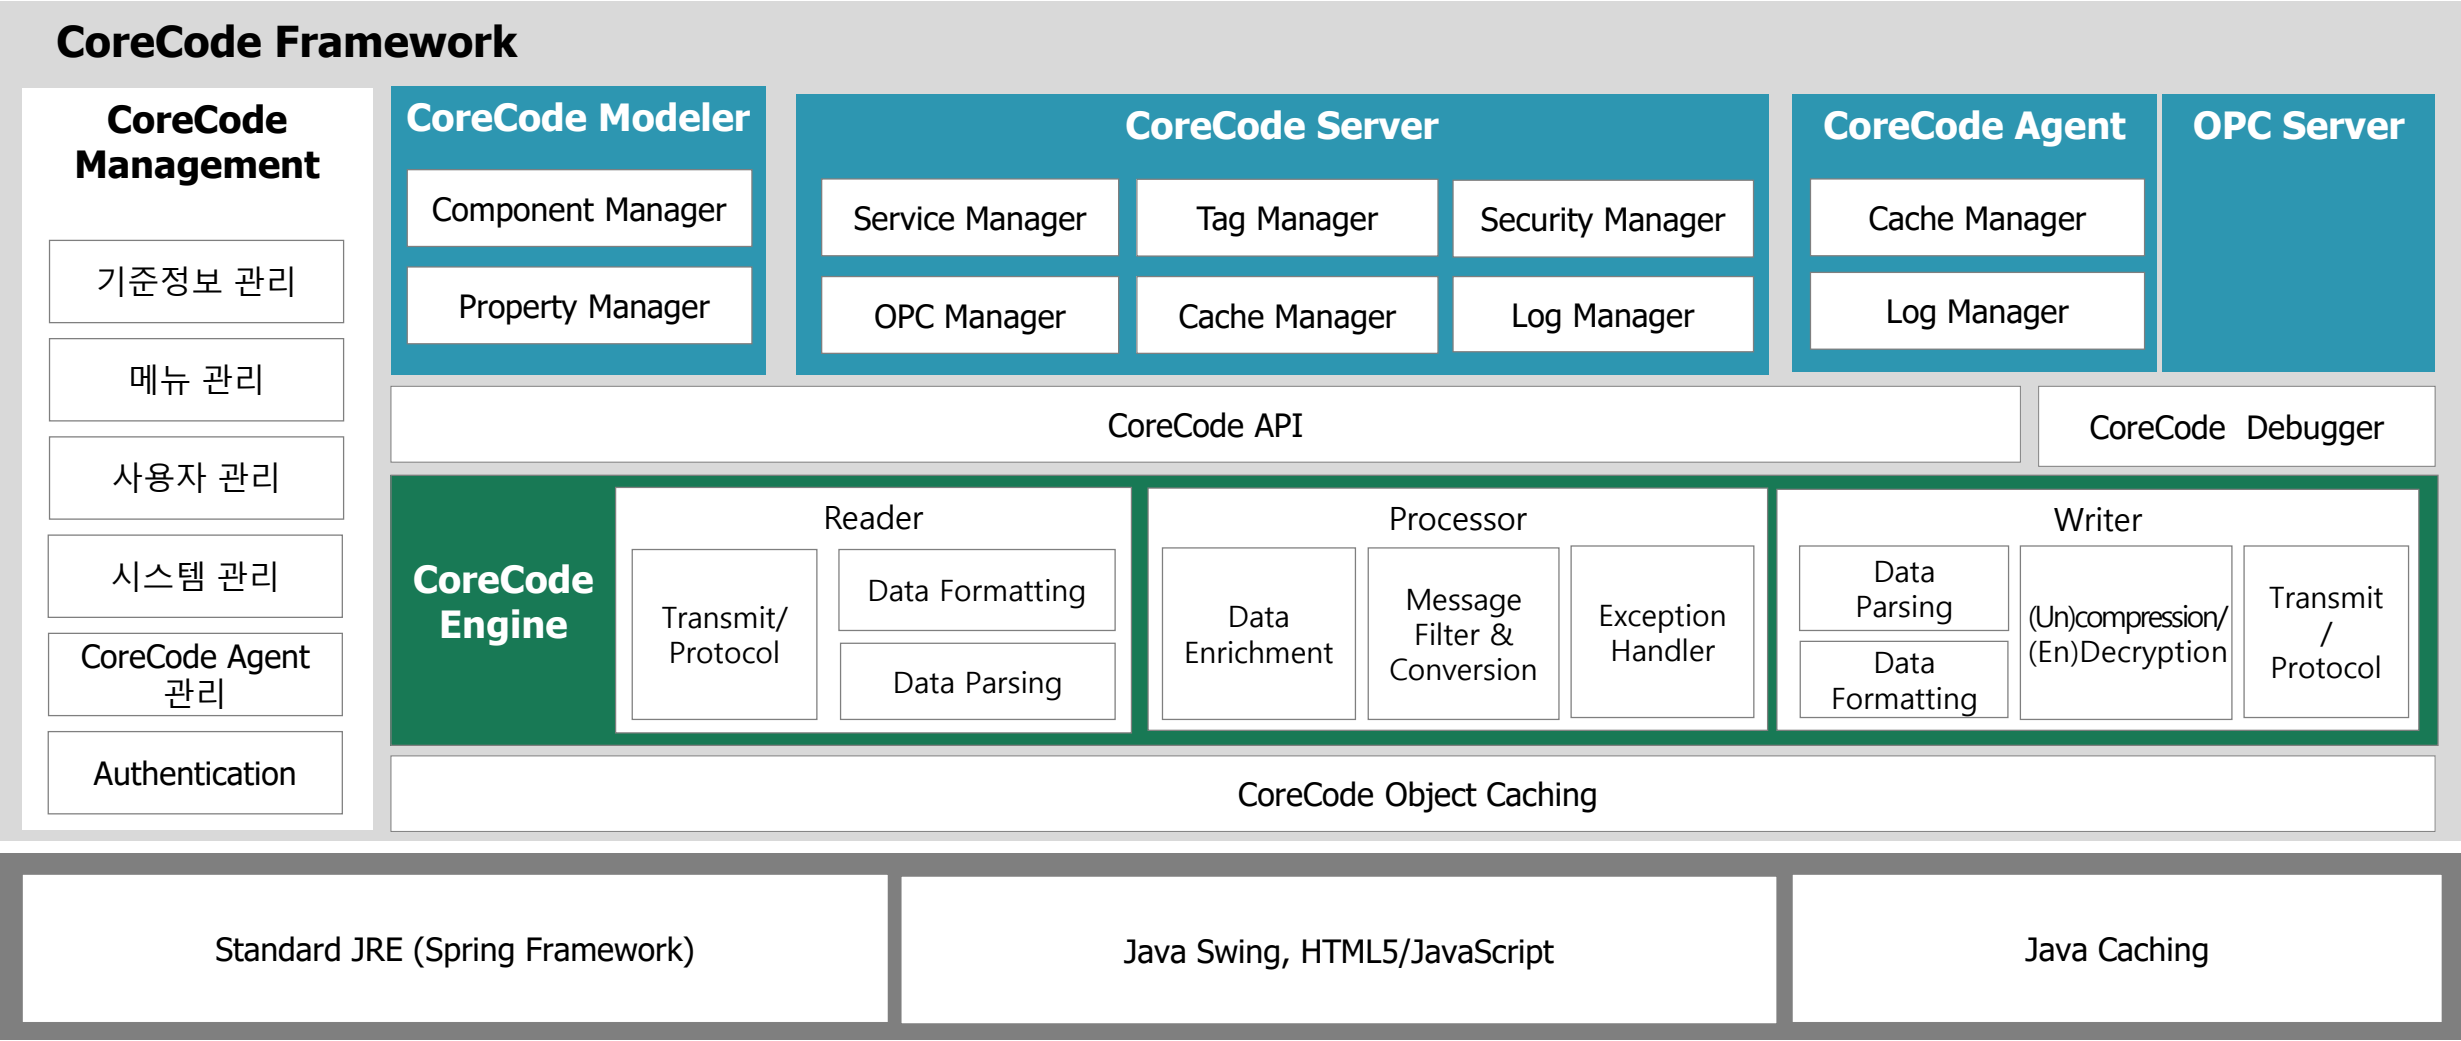 CoreCode Framework
CoreCode
Management
기준정보 관리
메뉴 관리
사용자 관리
시스템 관리
CoreCode Agent
관리
Authentication
CoreCode Modeler
Component Manager
Property Manager
CoreCode Server
Service Manager
Tag Manager
Security Manager
OPC Manager
Cache Manager
Log Manager
CoreCode Agent
Cache Manager
Log Manager
OPC Server
CoreCode API
CoreCode  Debugger
CoreCode
Engine
Reader
Transmit/
Protocol
Data Formatting
Data Parsing
Processor
Data
Enrichment
Message
Filter &
Conversion
Exception
Handler
Writer
Data
Parsing
Data
Formatting
(Un)compression/
(En)Decryption
Transmit
/
Protocol
CoreCode Object Caching
Standard JRE (Spring Framework)
Java Swing, HTML5/JavaScript
Java Caching